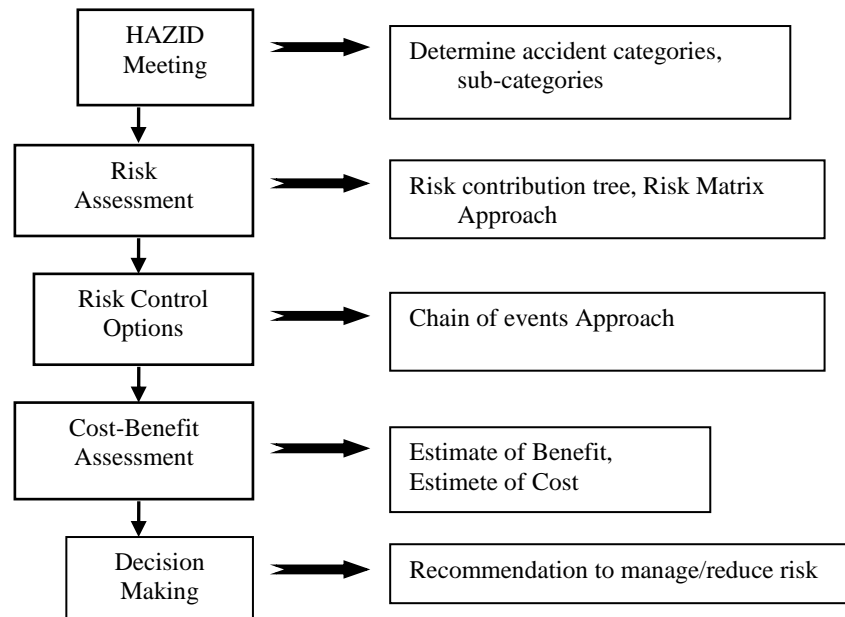 HAZID
Meeting
Determine accident categories,
sub-categories
Risk
Assessment
Risk contribution tree, Risk Matrix
Approach
Risk Control
Options
Chain of events Approach
Cost-Benefit
Assessment
Estimate of Benefit,
Estimete of Cost
Decision
Making
Recommendation to manage/reduce risk